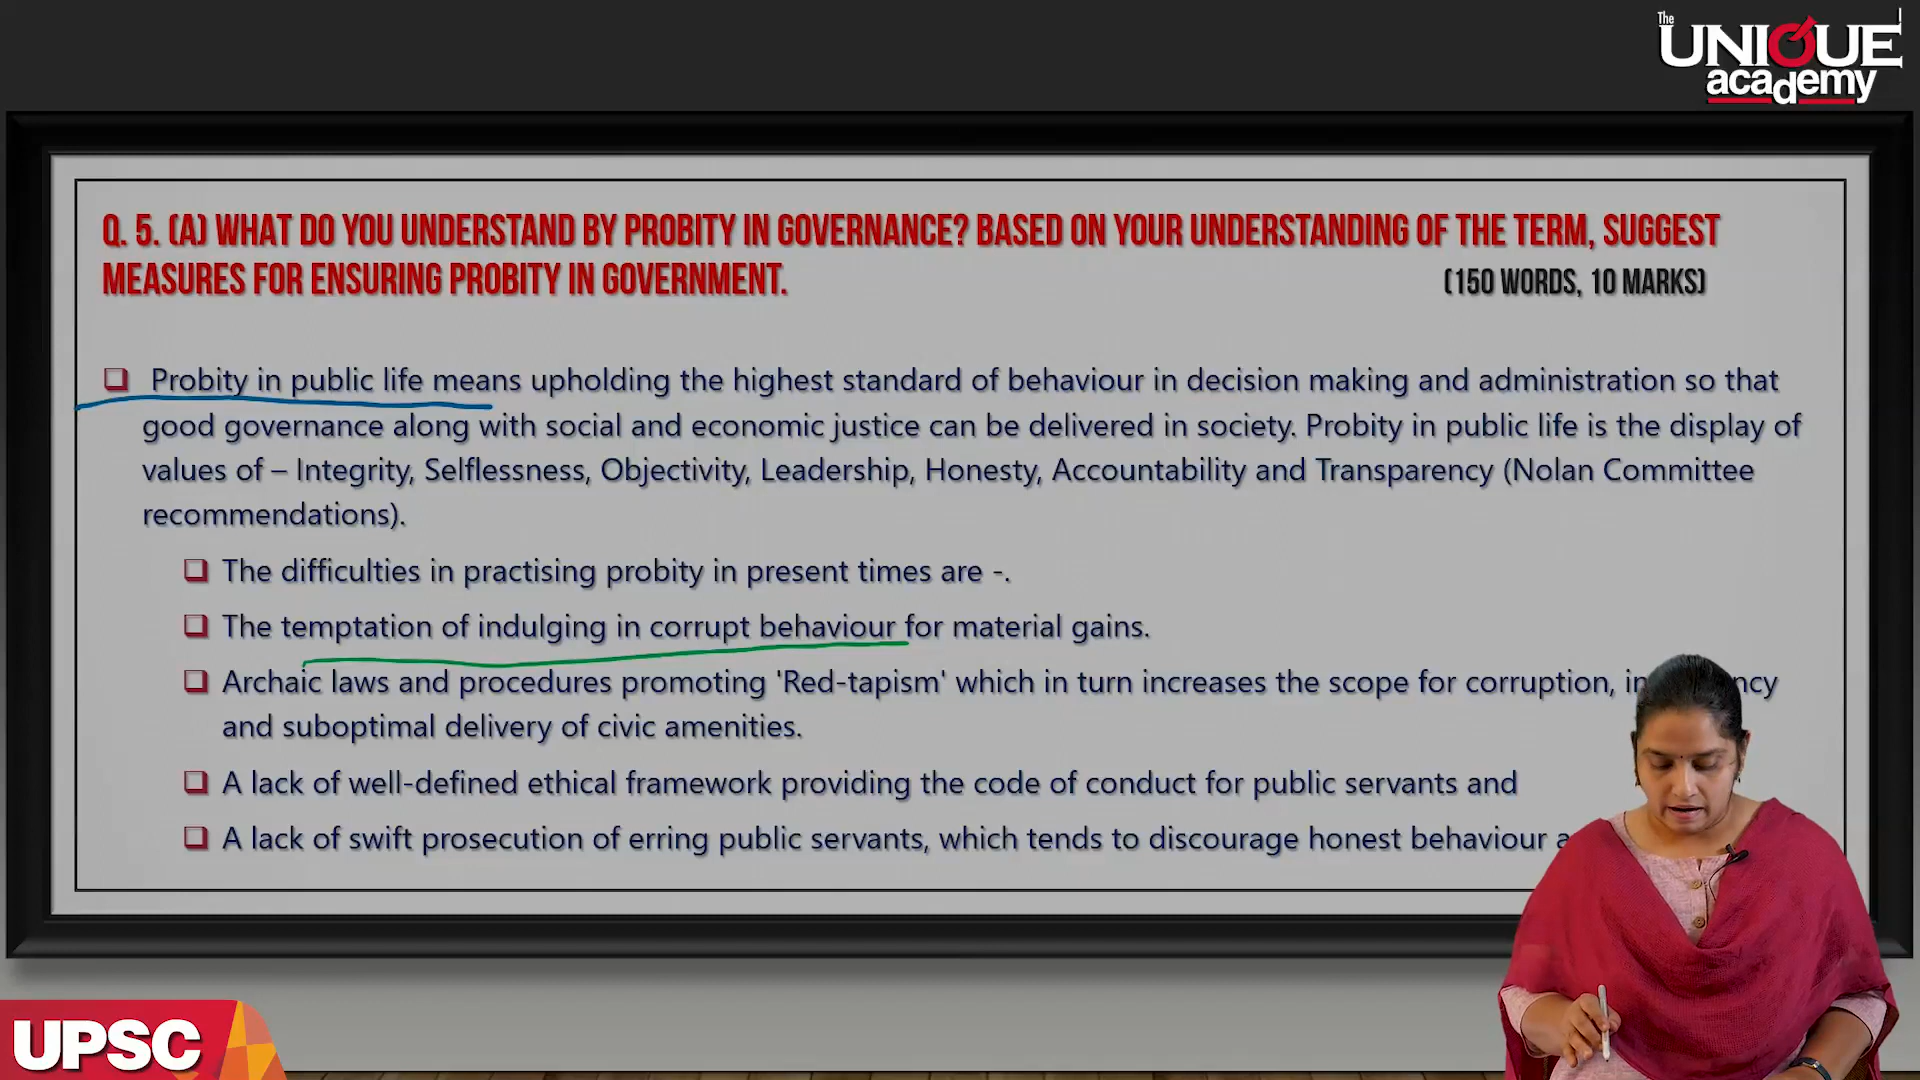 The
UNIQUE
academy
Q. 5. (A) WHAT DO YOU UNDERSTAND BY PROBITY IN GOVERNANCE? BASED ON YOUR UNDERSTANDING OF THE TERM, SUGGEST
MEASURES FOR ENSURING PROBITY IN GOVERNMENT. (150 WORDS, 10 MARKS)
Probity in public life means upholding the highest standard of behaviour in decision making and administration so that
good governance along with social and economic justice can be delivered in society. Probity in public life is the display of
values of – Integrity, Selflessness, Objectivity, Leadership, Honesty, Accountability and Transparency (Nolan Committee
recommendations).
The difficulties in practising probity in present times are -.
The temptation of indulging in corrupt behaviour for material gains.
Archaic laws and procedures promoting 'Red-tapism' which in turn increases the scope for corruption,
and suboptimal delivery of civic amenities.
A lack of well-defined ethical framework providing the code of conduct for public servants and
A lack of swift prosecution of erring public servants, which tends to discourage honest behaviour
UPSC